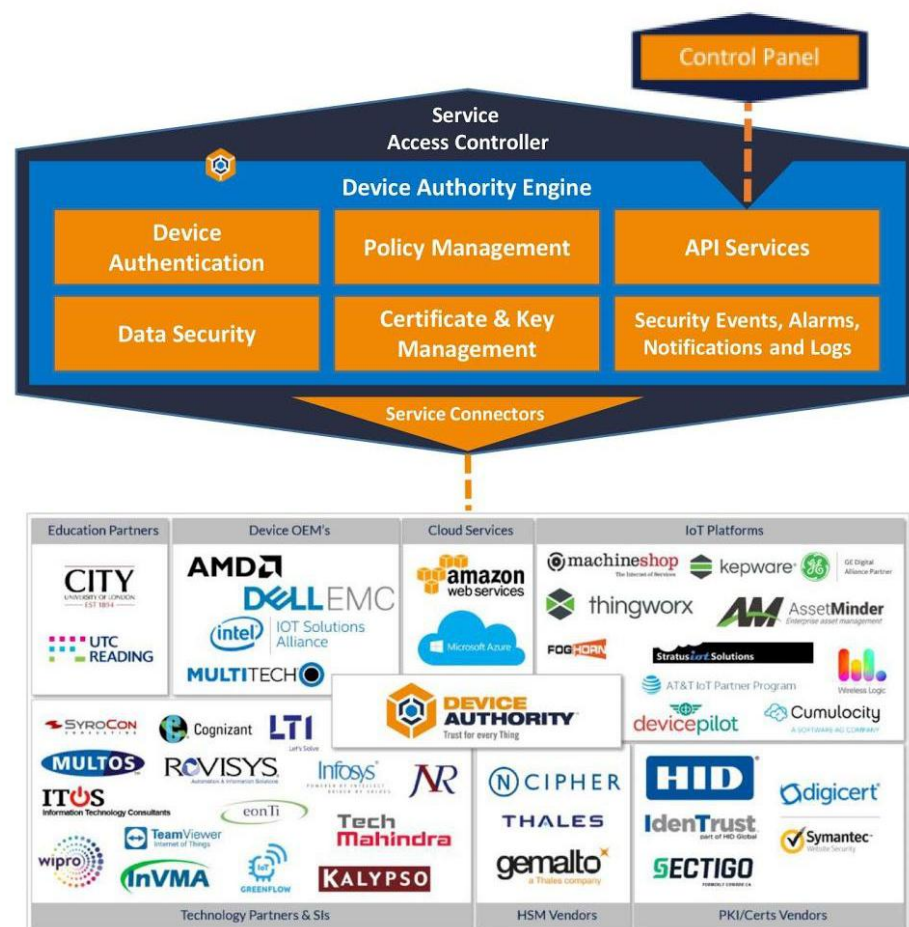 Control Panel
Service
Access Controller
Device Authority Engine
Device
Authentication
Policy Management
API Services
Data Security
Certificate & Key
Management
Security Events, Alarms,
Notifications and Logs
Service Connectors
Education Partners
Device OEM's
Cloud Services
IoT Platforms
CITY
UNIVERSITY OF LONDON
EST 1894
UTC
READING
AMD
DELL EMC
intel
IOT Solutions
Alliance
MULTITECH
amazon
web services
Microsoft Azure
machineshop
The Internet of Services
kepware
GE Digital
Alliance Partner
thingworx
AM AssetMinder
Enterprise asset management
FOGHORN
Stratus iot Solutions
AT&T IoT Partner Program
Wireless Logic
devicepilot
Cumulocity
A SOFTWARE AG COMPANY
DEVICE
AUTHORITY
Trust for every Thing
SYROCON
CONSULTING
Cognizant
LTI
Let's Solve
MULTOS
ROVISYS
Automation & Information Solutions
Infosys
NR
ITOS
Information Technology Consultants
eonTi
TeamViewer
Internet of Things
Tech
Mahindra
wipro
InVMA
IoT
GREENFLOW
KALYPSO
NCIPHER
THALES
gemalto
a Thales company
HID
IdenTrust
part of HID Global
SECTIGO
FORMERLY COMODO CA
digicert
Symantec
Website Security
Technology Partners & SIs
HSM Vendors
PKI/Certs Vendors